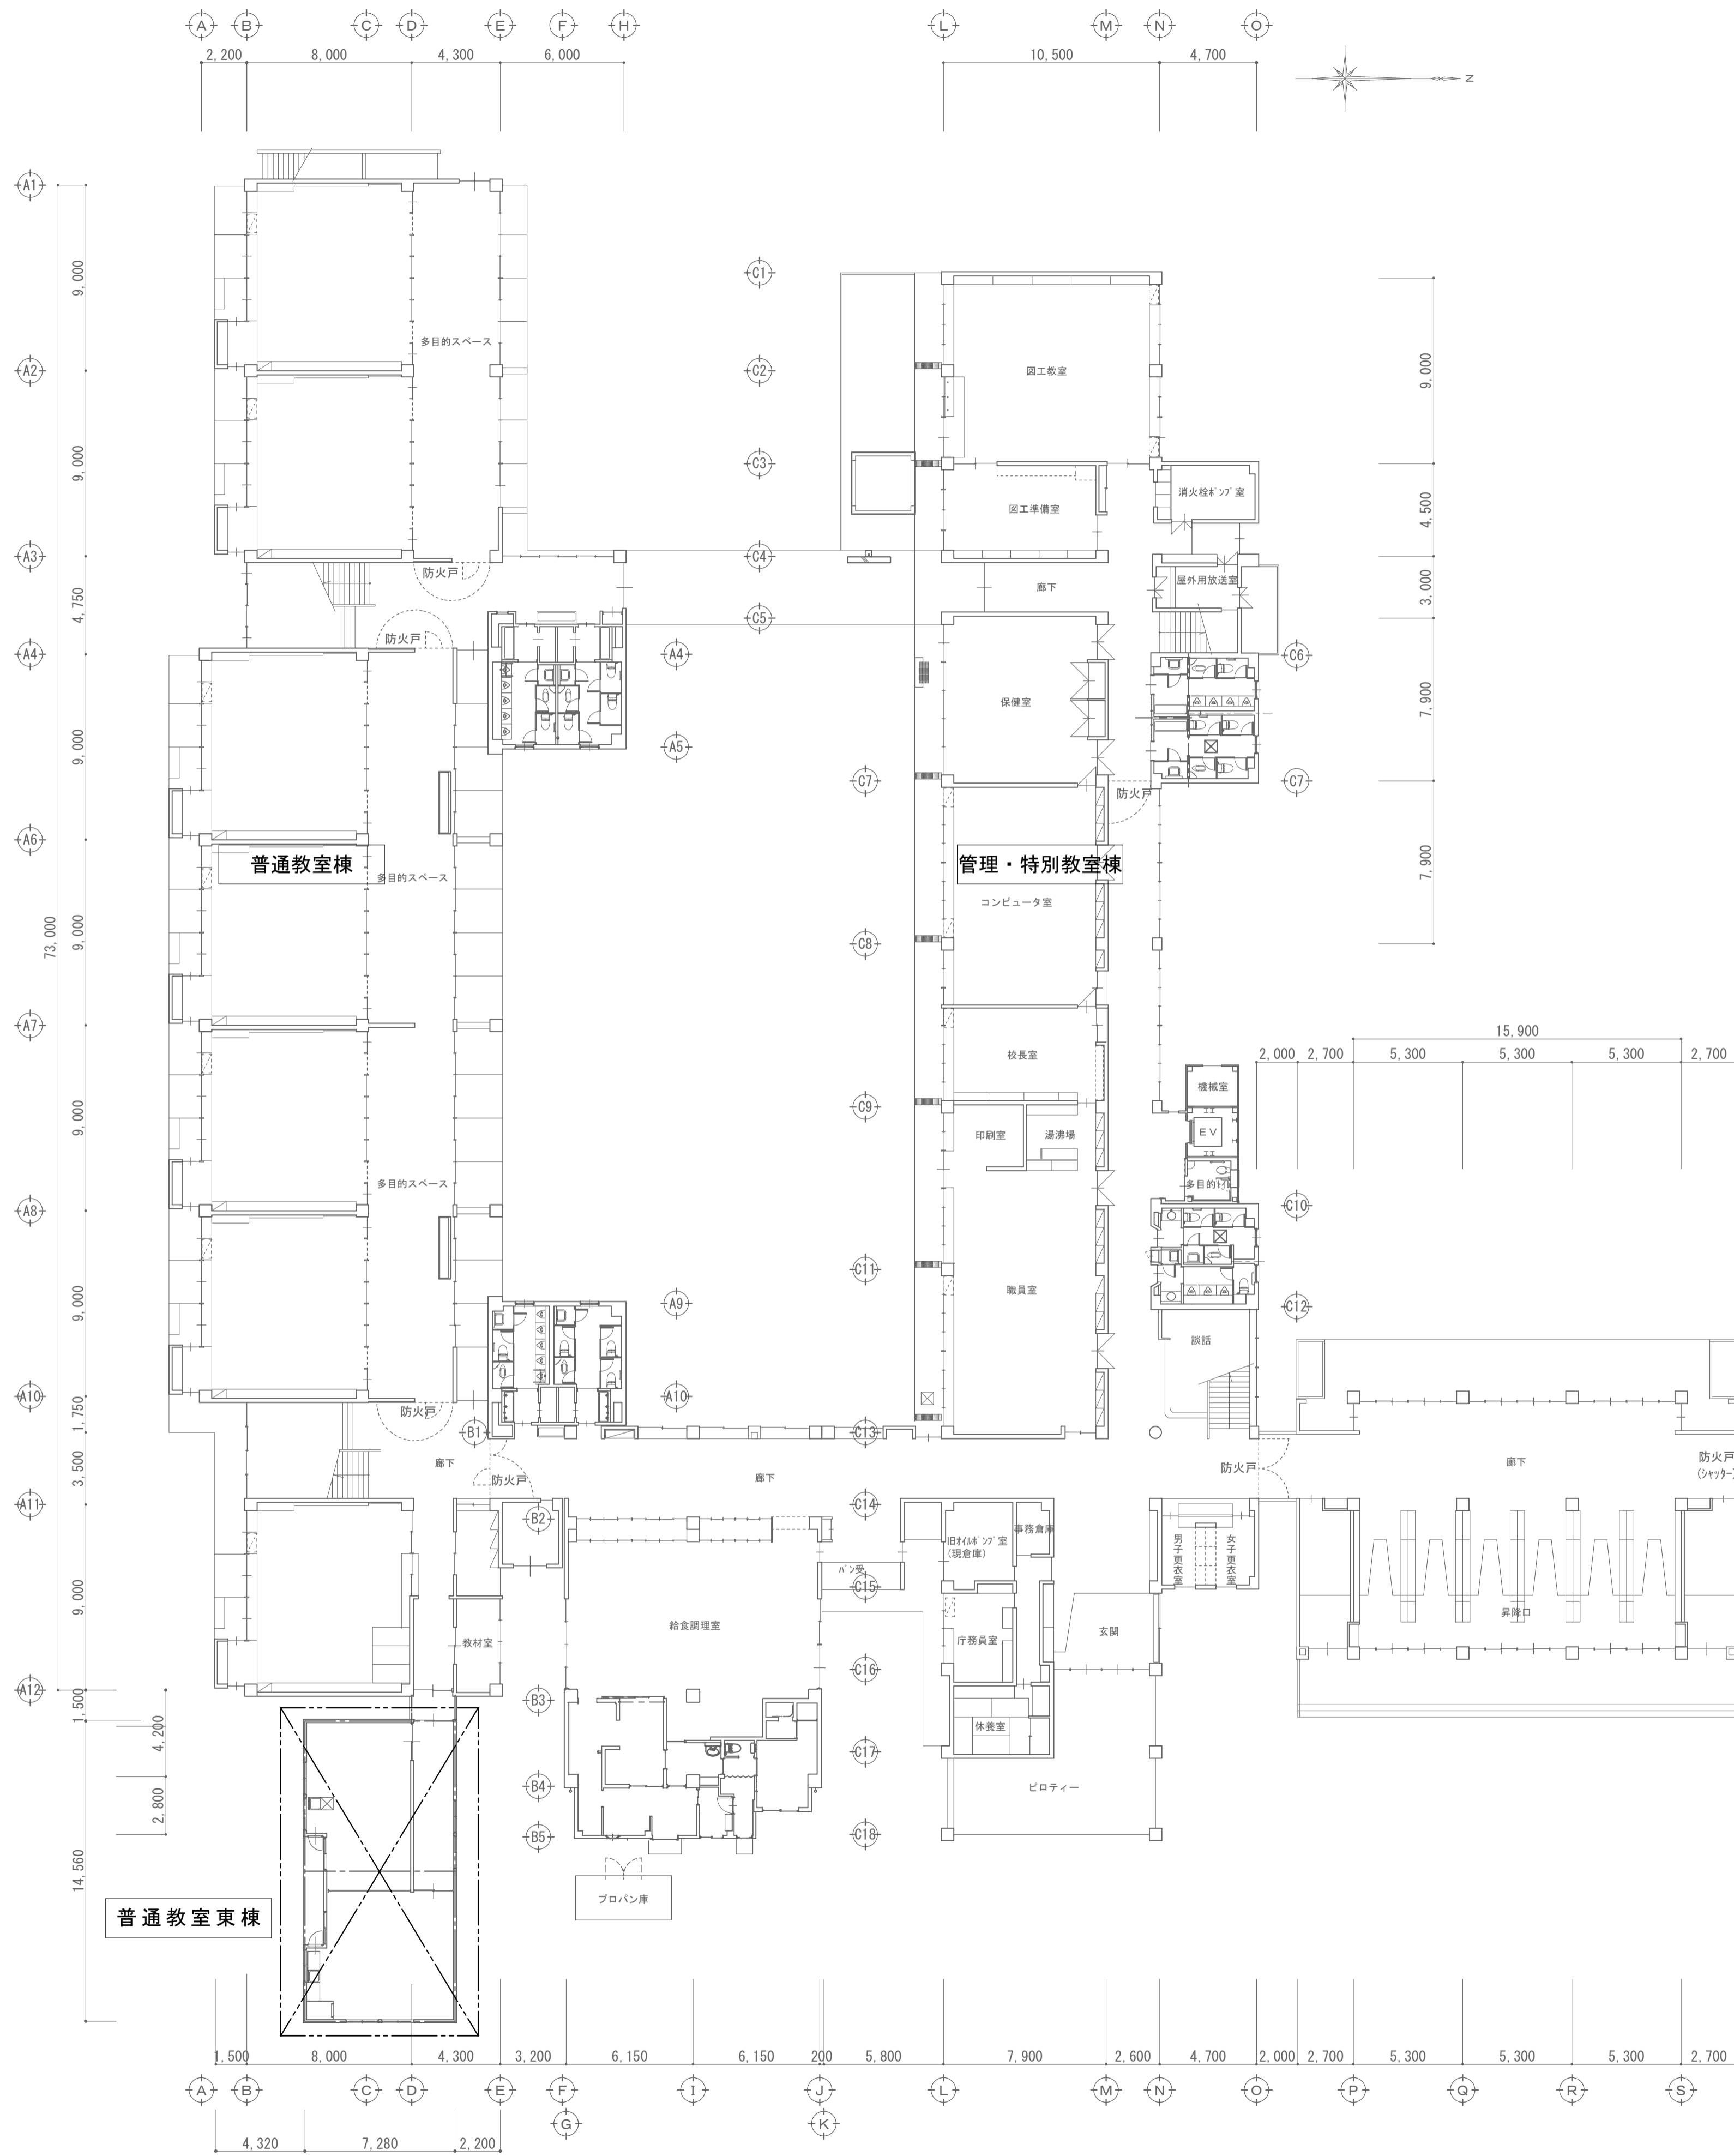 A B C D E F H L M N O
2,200 8,000 4,300 6,000 10,500 4,700
N
A1
C1
9,000
多目的スペース
A2
C2
図工教室
9,000
9,000
C3
消火栓ポンプ室
図工準備室
4,500
A3
C4
防火戸
廊下
屋外用放送室
3,000
4,750
C5
防火戸
A4
A4
C6
保健室
7,900
9,000
A5
C7
C7
防火戸
A6
普通教室棟
管理・特別教室棟
多目的スペース
7,900
コンピュータ室
73,000
9,000
C8
A7
15,900
校長室
2,000 2,700 5,300 5,300 5,300 2,700
機械室
9,000
C9
印刷室
湯沸場
EV
多目的スペース
多目的トイレ
A8
C10
C11
職員室
9,000
A9
C12
談話
A10
A10
防火戸
1,750
B1
C13
廊下
廊下
防火戸
防火戸
廊下
防火戸
(シャッター)
3,500
A11
B2
C14
旧オイルポンプ室
(現倉庫)
事務倉庫
男子更衣室
女子更衣室
パン受
C15
9,000
教材室
給食調理室
庁務員室
玄関
昇降口
A12
B3
C16
1,500
休養室
4,200
C17
B4
ピロティー
2,800
B5
C18
14,560
プロパン庫
普通教室東棟
1,500 8,000 4,300 3,200 6,150 6,150 200 5,800 7,900 2,600 4,700 2,000 2,700 5,300 5,300 5,300 2,700
A B C D E F I J L M N O P Q R S
G K
4,320 7,280 2,200